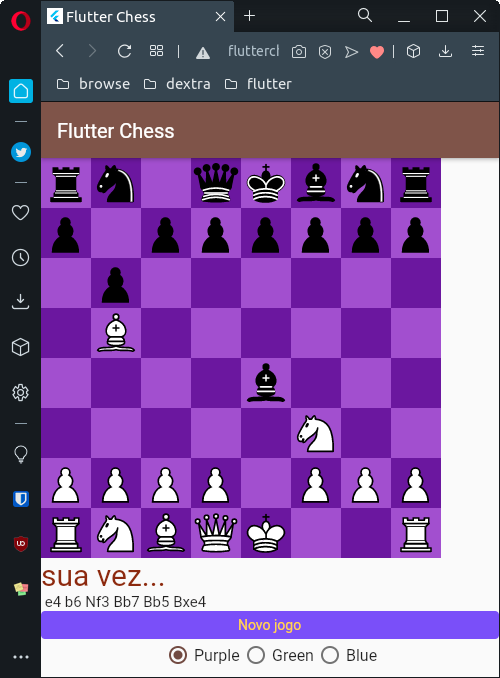 Flutter Chess
fluttercl
browse dextra flutter
Flutter Chess
sua vez...
e4 b6 Nf3 Bb7 Bb5 Bxe4
Novo jogo
Purple Green Blue